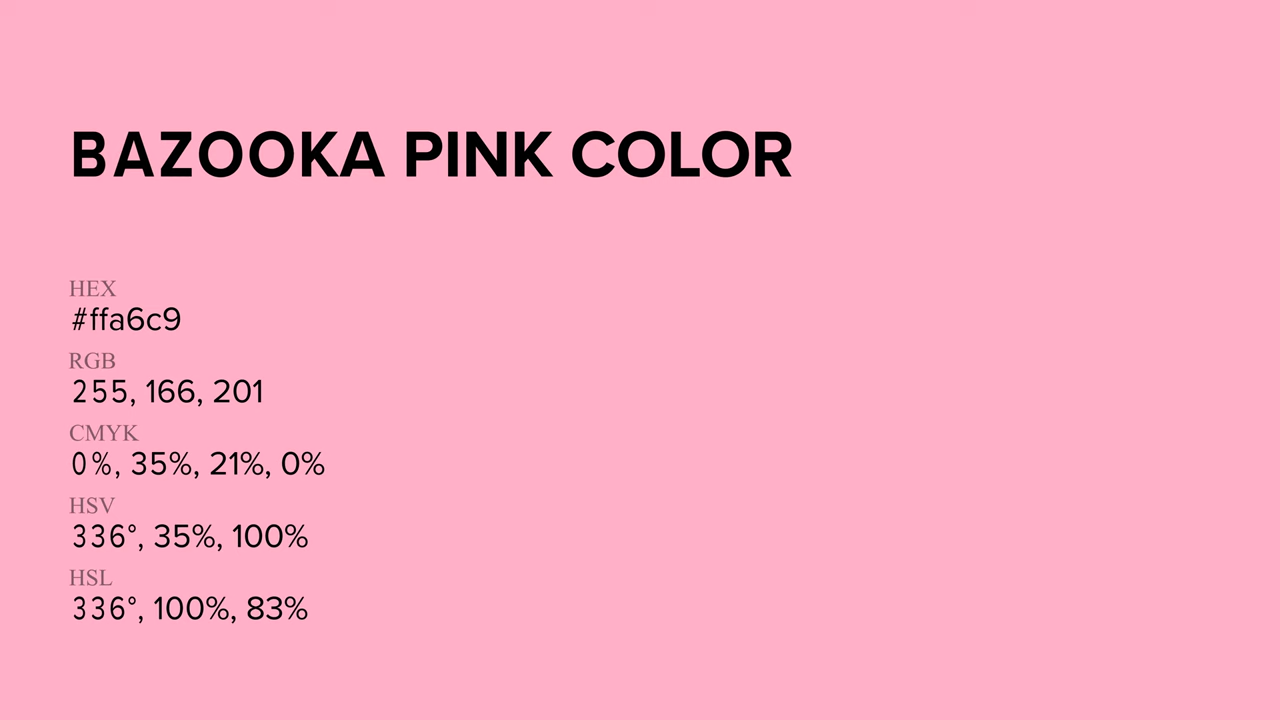 BAZOOKA PINK COLOR
HEX
#ffa6c9
RGB
255, 166, 201
CMYK
0%, 35%, 21%, 0%
HSV
336°, 35%, 100%
HSL
336°, 100%, 83%